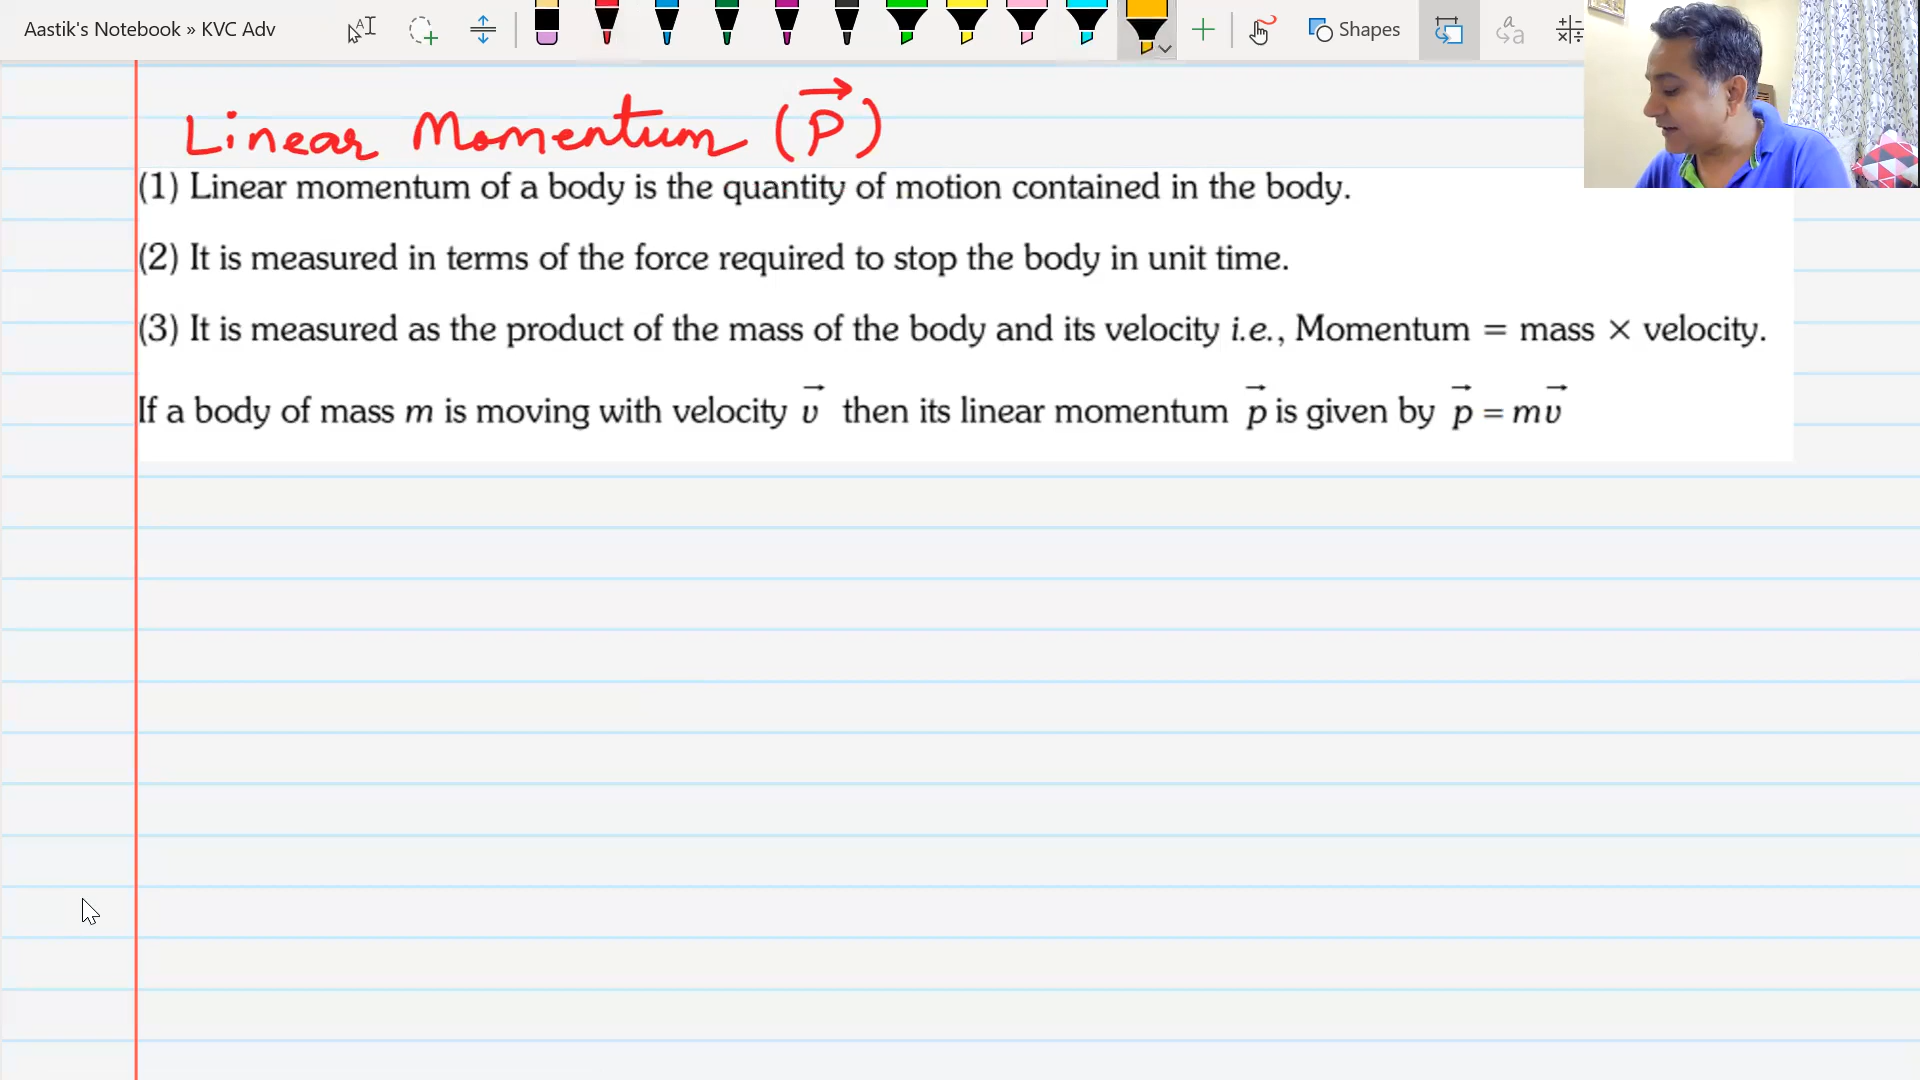 Aastik's Notebook » KVC Adv
Shapes
Linear Momentum (P⃗)
(1) Linear momentum of a body is the quantity of motion contained in the body.
(2) It is measured in terms of the force required to stop the body in unit time.
(3) It is measured as the product of the mass of the body and its velocity i.e., Momentum = mass × velocity.
If a body of mass m is moving with velocity v⃗ then its linear momentum p⃗ is given by p⃗ = mv⃗